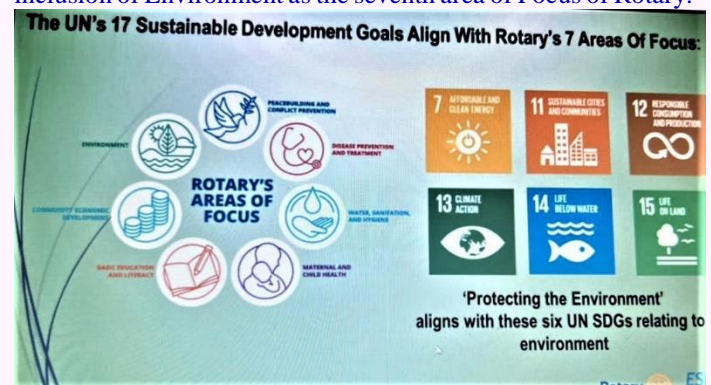 inclusion of Environment as the seventh area of Focus of Rotary.
The UN's 17 Sustainable Development Goals Align With Rotary's 7 Areas Of Focus:
PEACEBUILDING AND
CONFLICT PREVENTION
ENVIRONMENT
DISEASE PREVENTION
AND TREATMENT
ROTARY'S
AREAS OF
FOCUS
COMMUNITY ECONOMIC
DEVELOPMENT
WATER, SANITATION,
AND HYGIENE
BASIC EDUCATION
AND LITERACY
MATERNAL AND
CHILD HEALTH
7 AFFORDABLE AND
CLEAN ENERGY
11 SUSTAINABLE CITIES
AND COMMUNITIES
12 RESPONSIBLE
CONSUMPTION
AND PRODUCTION
13 CLIMATE
ACTION
14 LIFE
BELOW WATER
15 LIFE
ON LAND
'Protecting the Environment'
aligns with these six UN SDGs relating to
environment
Rotary
ES